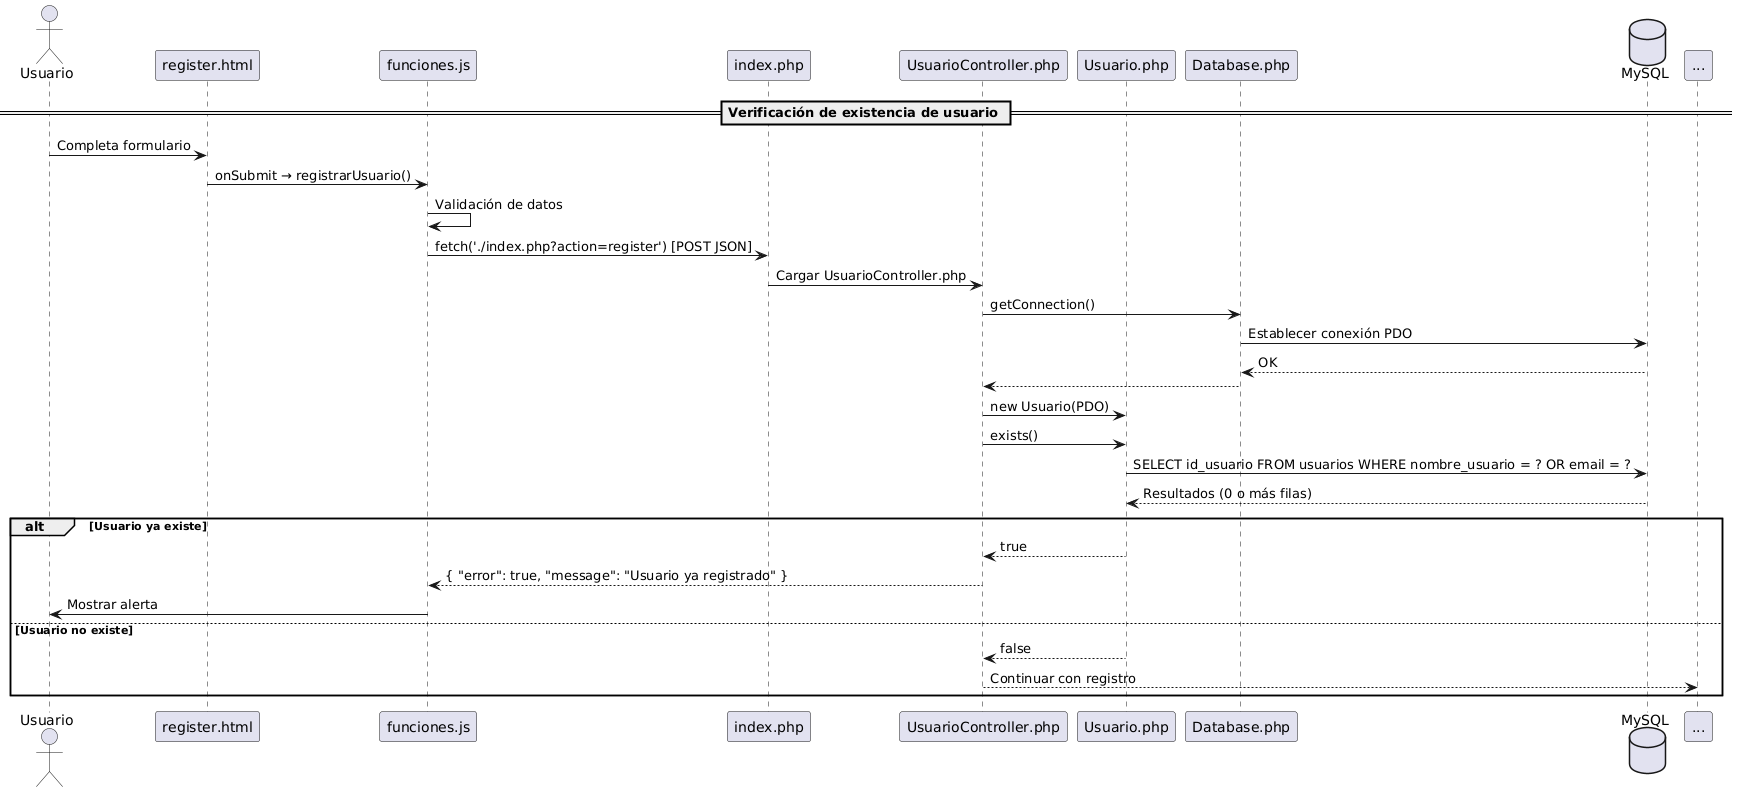 Usuario
register.html
funciones.js
index.php
UsuarioController.php
Usuario.php
Database.php
MySQL
...
Verificación de existencia de usuario
Completa formulario
onSubmit → registrarUsuario()
Validación de datos
fetch('./index.php?action=register') [POST JSON]
Cargar UsuarioController.php
getConnection()
Establecer conexión PDO
OK
new Usuario(PDO)
exists()
SELECT id_usuario FROM usuarios WHERE nombre_usuario = ? OR email = ?
Resultados (0 o más filas)
alt [Usuario ya existe]
true
{ "error": true, "message": "Usuario ya registrado" }
Mostrar alerta
[Usuario no existe]
false
Continuar con registro
Usuario
register.html
funciones.js
index.php
UsuarioController.php
Usuario.php
Database.php
MySQL
...